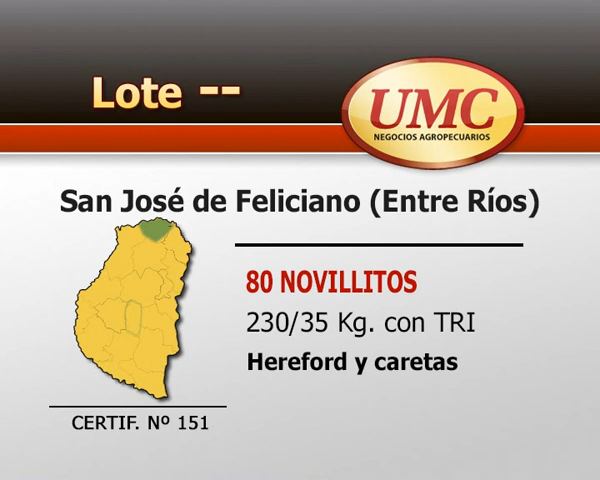 Lote --
UMC
NEGOCIOS AGROPECUARIOS
San José de Feliciano (Entre Ríos)
80 NOVILLITOS
230/35 Kg. con TRI
Hereford y caretas
CERTIF. Nº 151